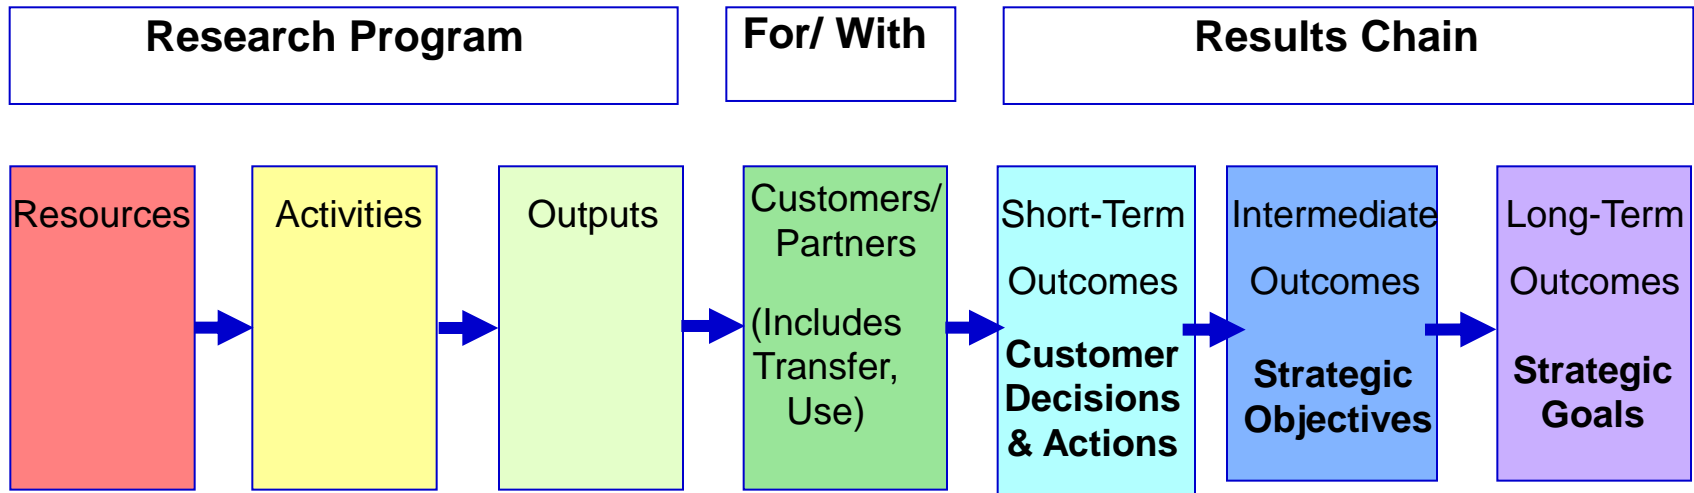 Research Program
For/ With
Results Chain
Resources
Activities
Outputs
Customers/
Partners
(Includes
Transfer,
Use)
Short-Term
Outcomes
Customer
Decisions
& Actions
Intermediate
Outcomes
Strategic
Objectives
Long-Term
Outcomes
Strategic
Goals